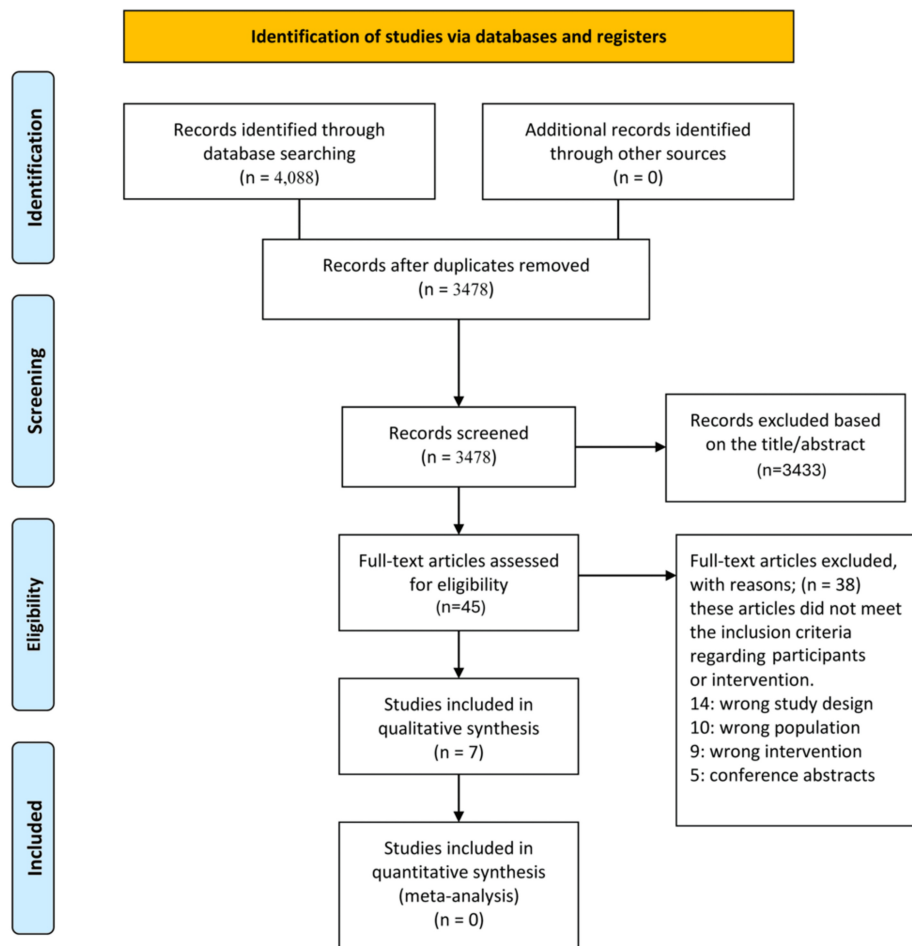 Identification of studies via databases and registers
Identification
Records identified through
database searching
(n = 4,088)
Additional records identified
through other sources
(n = 0)
Records after duplicates removed
(n = 3478)
Screening
Records screened
(n = 3478)
Records excluded based
on the title/abstract
(n=3433)
Eligibility
Full-text articles assessed
for eligibility
(n=45)
Full-text articles excluded,
with reasons; (n = 38)
these articles did not meet
the inclusion criteria
regarding participants
or intervention.
14: wrong study design
10: wrong population
9: wrong intervention
5: conference abstracts
Studies included in
qualitative synthesis
(n = 7)
Included
Studies included in
quantitative synthesis
(meta-analysis)
(n = 0)